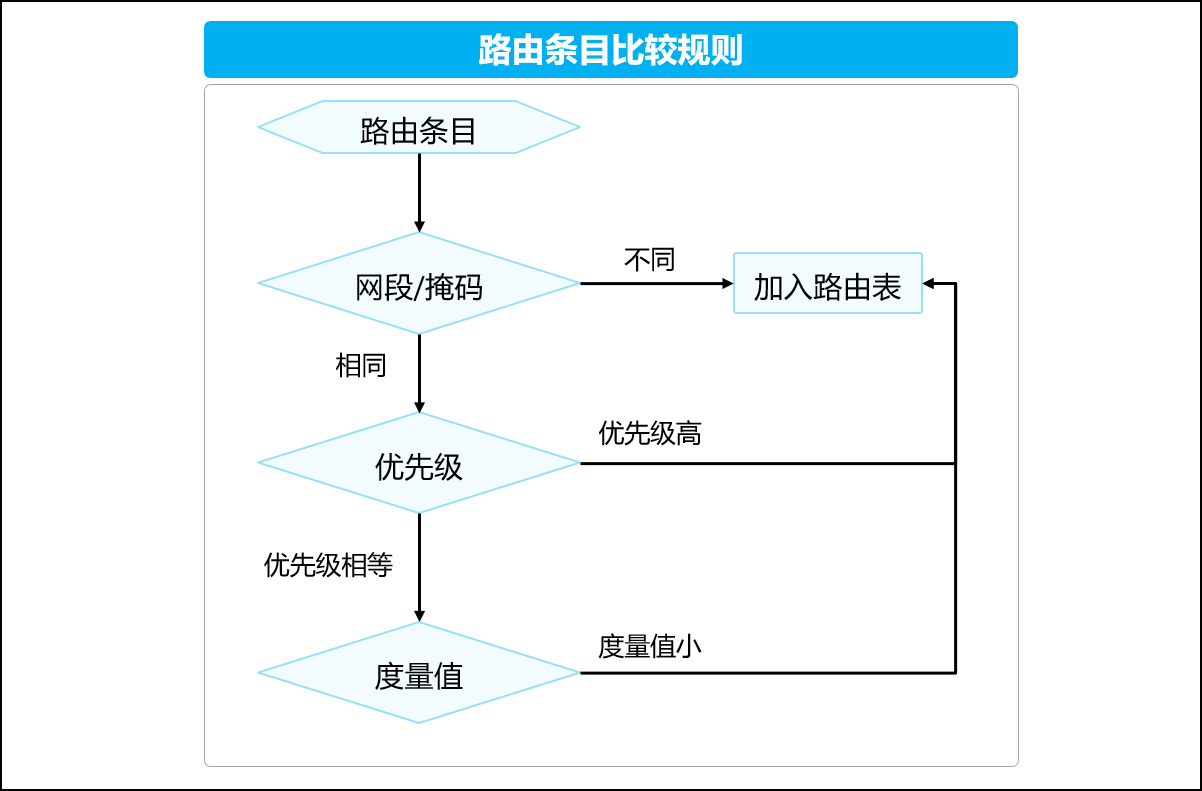 路由条目比较规则
路由条目
网段/掩码
不同
加入路由表
相同
优先级
优先级高
优先级相等
度量值
度量值小